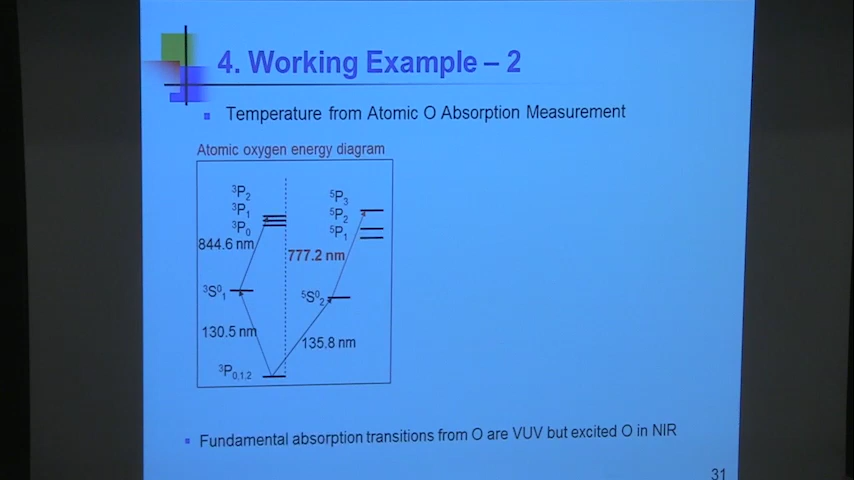 4. Working Example – 2
Temperature from Atomic O Absorption Measurement
Atomic oxygen energy diagram
³P₂
³P₁
³P₀
⁵P₃
⁵P₂
⁵P₁
844.6 nm
777.2 nm
³S⁰₁
⁵S⁰₂
130.5 nm
135.8 nm
³P₀,₁,₂
Fundamental absorption transitions from O are VUV but excited O in NIR
31